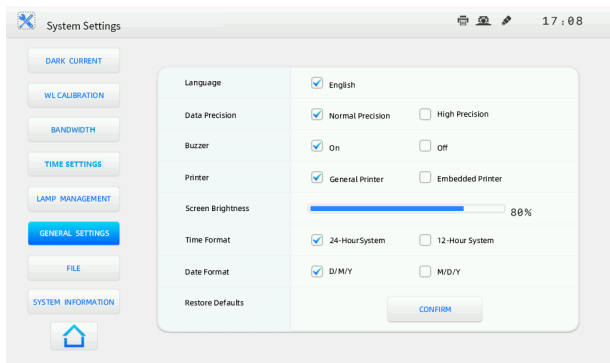 System Settings
17:08
DARK CURRENT
WL CALIBRATION
BANDWIDTH
TIME SETTINGS
LAMP MANAGEMENT
GENERAL SETTINGS
FILE
SYSTEM INFORMATION
Language English
Data Precision Normal Precision High Precision
Buzzer On Off
Printer General Printer Embedded Printer
Screen Brightness 80%
Time Format 24-HourSystem 12-Hour System
Date Format D/M/Y M/D/Y
Restore Defaults CONFIRM